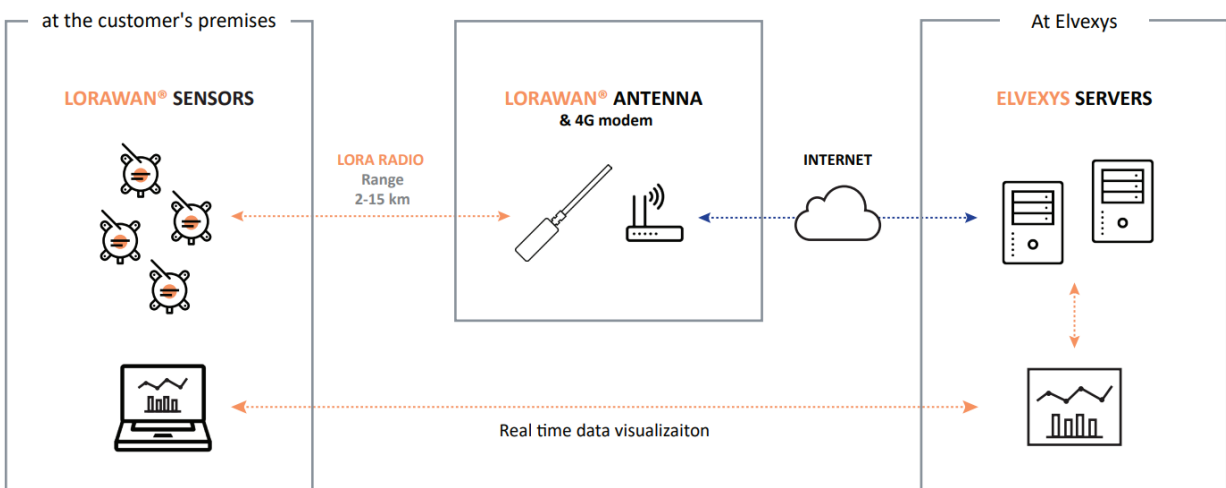 at the customer's premises
At Elvexys
LORAWAN® SENSORS
LORAWAN® ANTENNA
& 4G modem
ELVEXYS SERVERS
LORA RADIO
Range
2-15 km
INTERNET
Real time data visualizaiton